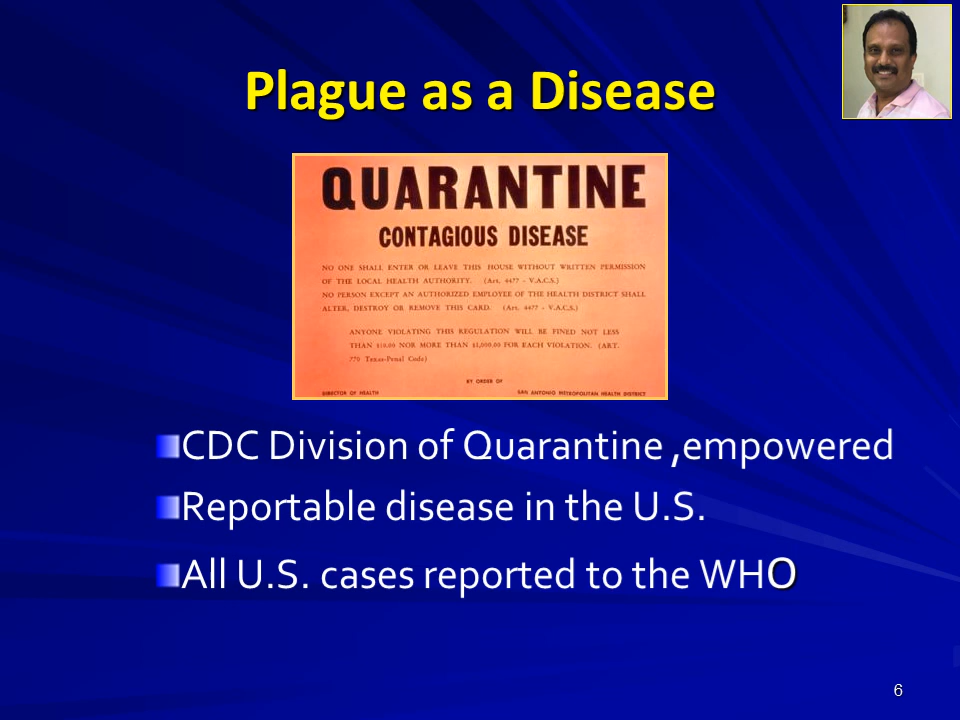 Plague as a Disease
QUARANTINE
CONTAGIOUS DISEASE
NO ONE SHALL ENTER OR LEAVE THIS HOUSE WITHOUT WRITTEN PERMISSION
OF THE LOCAL HEALTH AUTHORITY. (Art. 4477 - V.A.C.S.)
NO PERSON EXCEPT AN AUTHORIZED EMPLOYEE OF THE HEALTH DISTRICT SHALL
ALTER, DESTROY OR REMOVE THIS CARD. (Art. 4477 - V.A.C.S.)
ANYONE VIOLATING THIS REGULATION WILL BE FINED NOT LESS
THAN $10.00 NOR MORE THAN $1,000.00 FOR EACH VIOLATION. (ART.
770 Texas-Penal Code)
BY ORDER OF
DIRECTOR OF HEALTH SAN ANTONIO METROPOLITAN HEALTH DISTRICT
CDC Division of Quarantine ,empowered
Reportable disease in the U.S.
All U.S. cases reported to the WHO
6